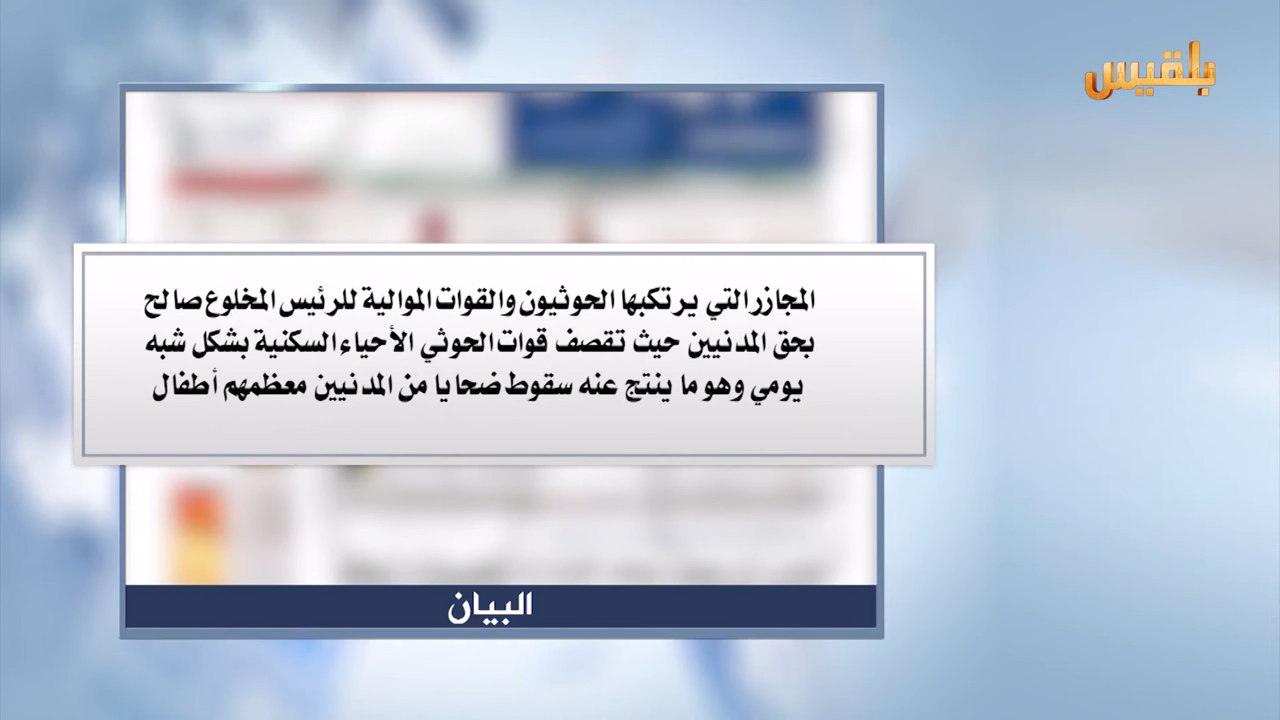 بلقيس
المجازر التي يرتكبها الحوثيون والقوات الموالية للرئيس المخلوع صالح
بحق المدنيين حيث تقصف قوات الحوثي الأحياء السكنية بشكل شبه
يومي وهو ما ينتج عنه سقوط ضحايا من المدنيين معظمهم أطفال
البيان